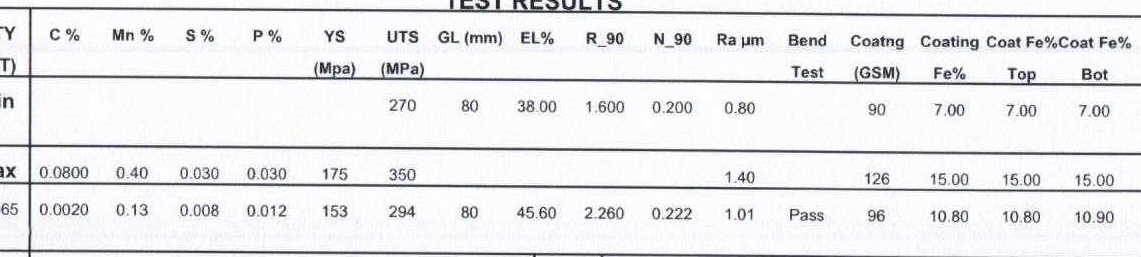 TEST RESULTS
TY C % Mn % S % P % YS UTS GL (mm) EL% R_90 N_90 Ra µm Bend Coatng Coating Coat Fe% Coat Fe%
T) (Mpa) (MPa) Test (GSM) Fe% Top Bot
in 270 80 38.00 1.600 0.200 0.80 90 7.00 7.00 7.00
ax 0.0800 0.40 0.030 0.030 175 350 1.40 126 15.00 15.00 15.00
65 0.0020 0.13 0.008 0.012 153 294 80 45.60 2.260 0.222 1.01 Pass 96 10.80 10.80 10.90